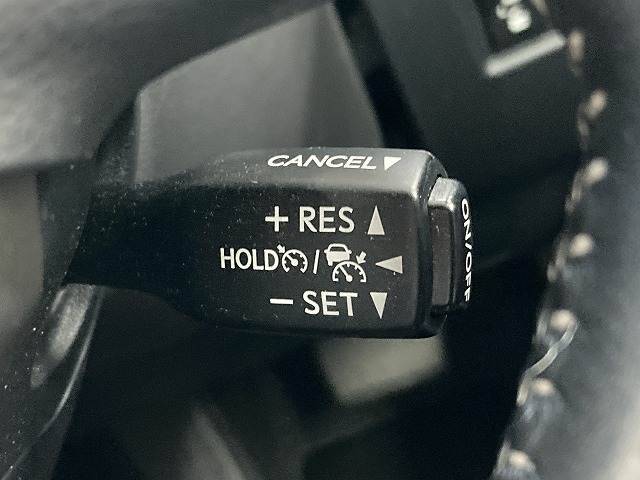 CANCEL▼
+ RES ▲
HOLD / ◀
− SET ▼
ON/OFF